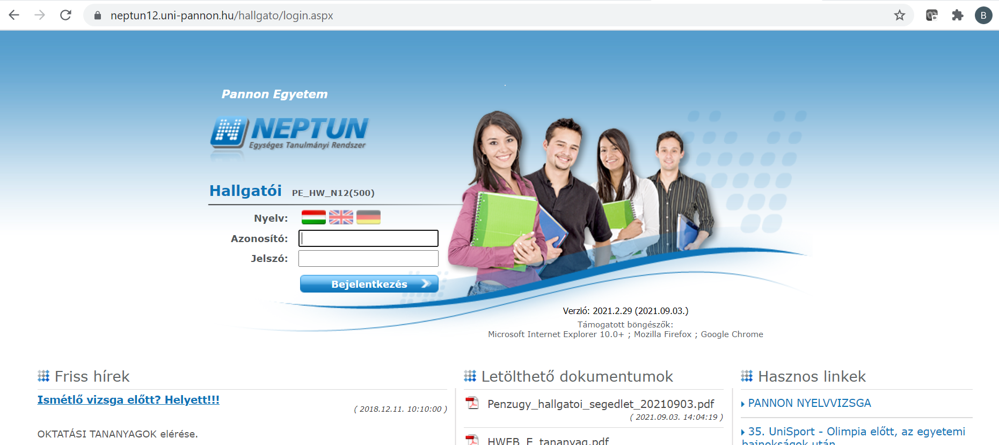 neptun12.uni-pannon.hu/hallgato/login.aspx
B
Pannon Egyetem
NEPTUN
Egységes Tanulmányi Rendszer
Hallgatói PE_HW_N12(500)
Nyelv:
Azonosító:
Jelszó:
Bejelentkezés
Verzió: 2021.2.29 (2021.09.03.)
Támogatott böngészők:
Microsoft Internet Explorer 10.0+ ; Mozilla Firefox ; Google Chrome
Friss hírek
Ismétlő vizsga előtt? Helyett!!!
( 2018.12.11. 10:10:00 )
OKTATÁSI TANANYAGOK elérése.
Letölthető dokumentumok
Penzugy_hallgatoi_segedlet_20210903.pdf
( 2021.09.03. 14:04:19 )
HWEB_E_tananyag.pdf
Hasznos linkek
PANNON NYELVVIZSGA
35. UniSport - Olimpia előtt, az egyetemi
bajnokságok után